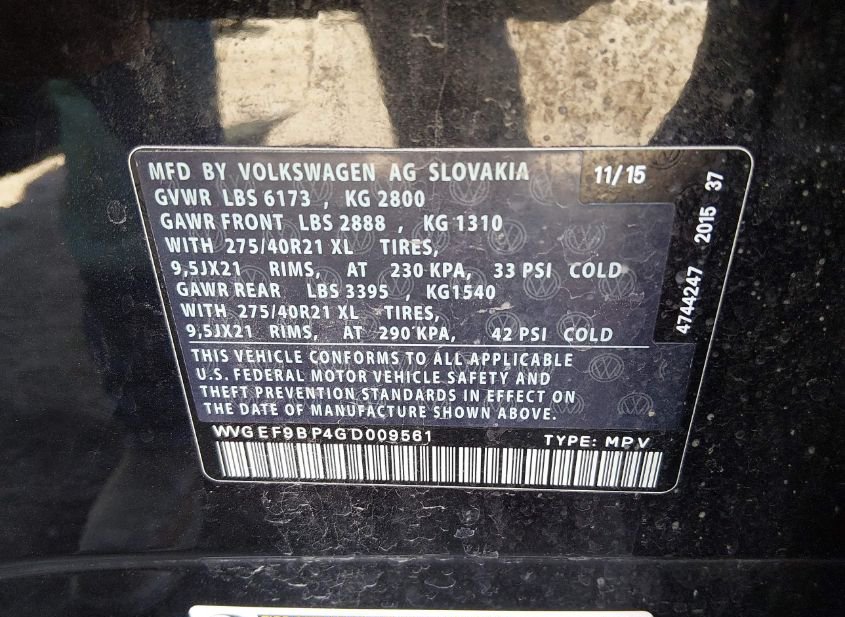 MFD BY VOLKSWAGEN AG SLOVAKIA 11/15
GVWR LBS 6173 , KG 2800
GAWR FRONT LBS 2888 , KG 1310
WITH 275/40R21 XL TIRES,
9,5JX21 RIMS, AT 230 KPA, 33 PSI COLD
GAWR REAR LBS 3395 , KG1540
WITH 275/40R21 XL TIRES,
9,5JX21 RIMS, AT 290 KPA, 42 PSI COLD
4744247 2015 37
THIS VEHICLE CONFORMS TO ALL APPLICABLE
U.S. FEDERAL MOTOR VEHICLE SAFETY AND
THEFT PREVENTION STANDARDS IN EFFECT ON
THE DATE OF MANUFACTURE SHOWN ABOVE.
WVGEF9BP4GD009561 TYPE: MPV